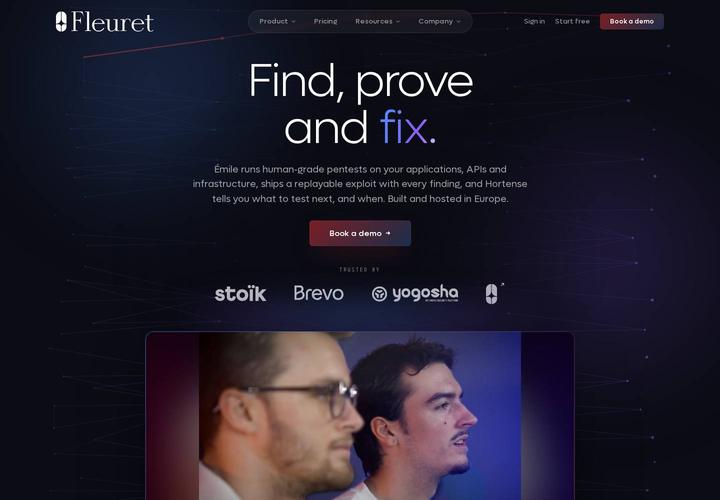 Fleuret
Product
Pricing
Resources
Company
Sign in
Start free
Book a demo
Find, prove
and fix.
Émile runs human-grade pentests on your applications, APIs and
infrastructure, ships a replayable exploit with every finding, and Hortense
tells you what to test next, and when. Built and hosted in Europe.
Book a demo →
TRUSTED BY
stoïk
Brevo
yogosha